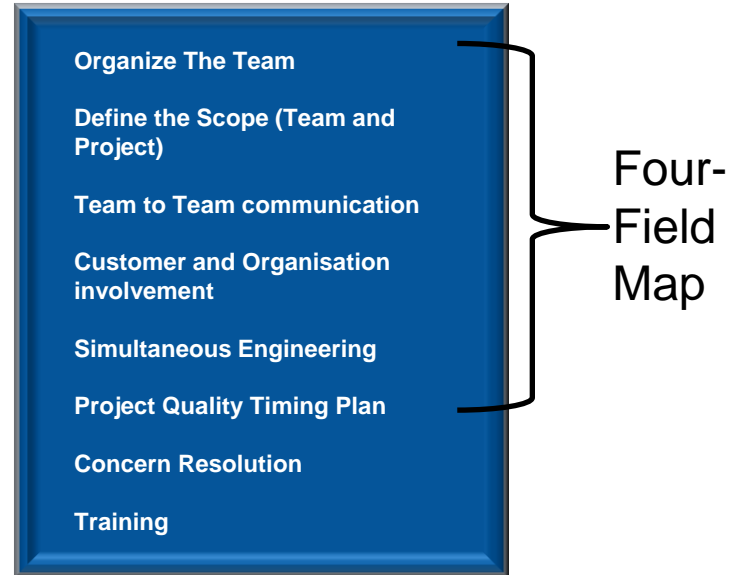 Organize The Team
Define the Scope (Team and
Project)
Team to Team communication
Customer and Organisation
involvement
Simultaneous Engineering
Project Quality Timing Plan
Concern Resolution
Training
Four-
Field
Map